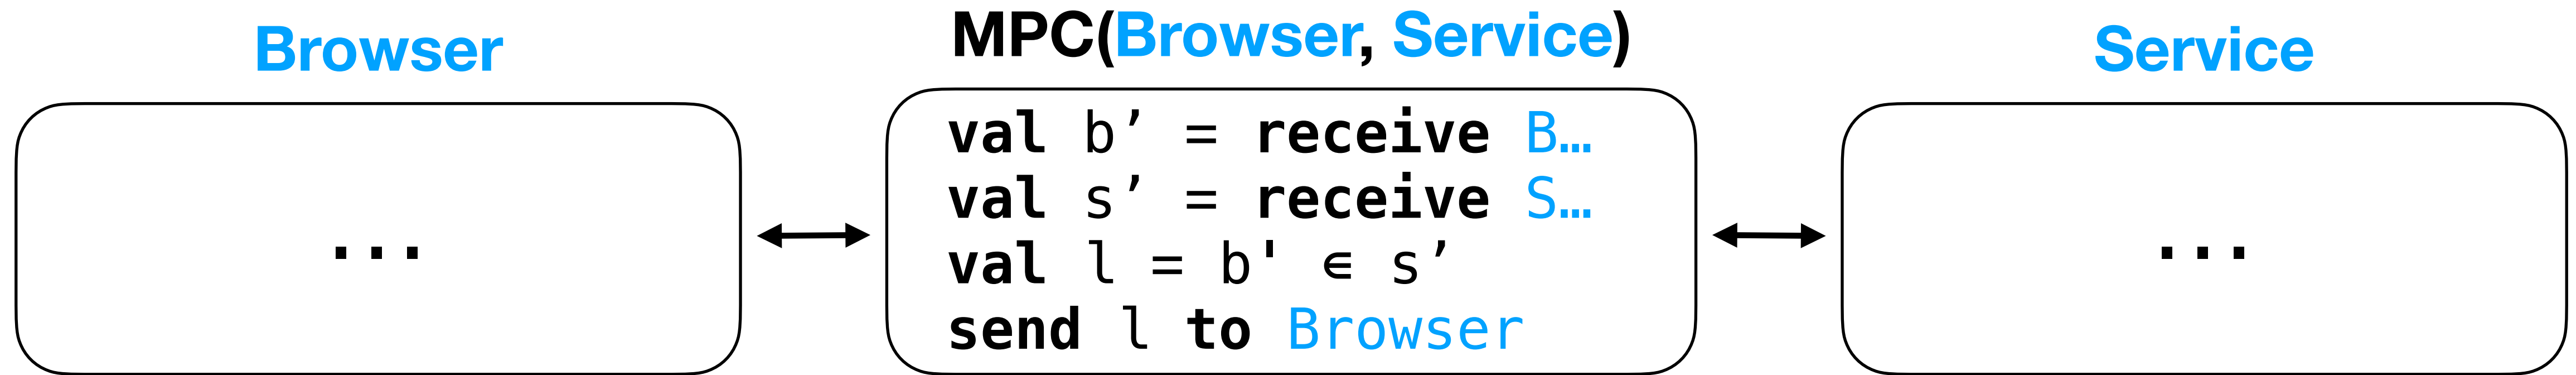 Browser
MPC(Browser, Service)
Service
...
val b’ = receive B…
val s’ = receive S…
val l = b' ∈ s’
send l to Browser
...